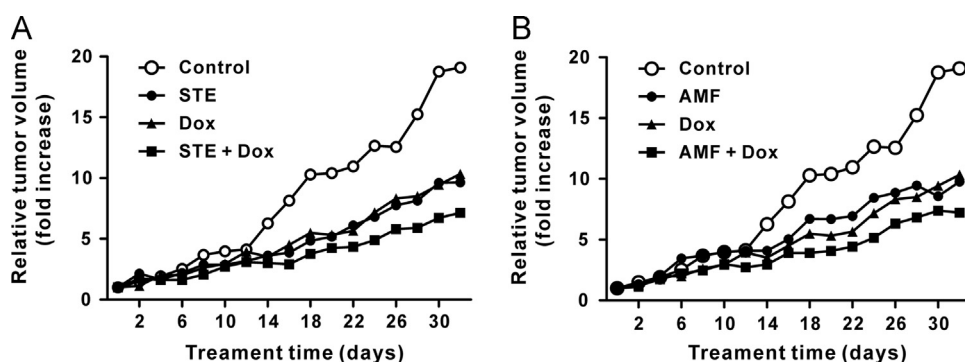 A
Relative tumor volume
(fold increase)
20
15
10
5
0
Control
STE
Dox
STE + Dox
2 6 10 14 18 22 26 30
Treament time (days)
B
Relative tumor volume
(fold increase)
20
15
10
5
0
Control
AMF
Dox
AMF + Dox
2 6 10 14 18 22 26 30
Treament time (days)